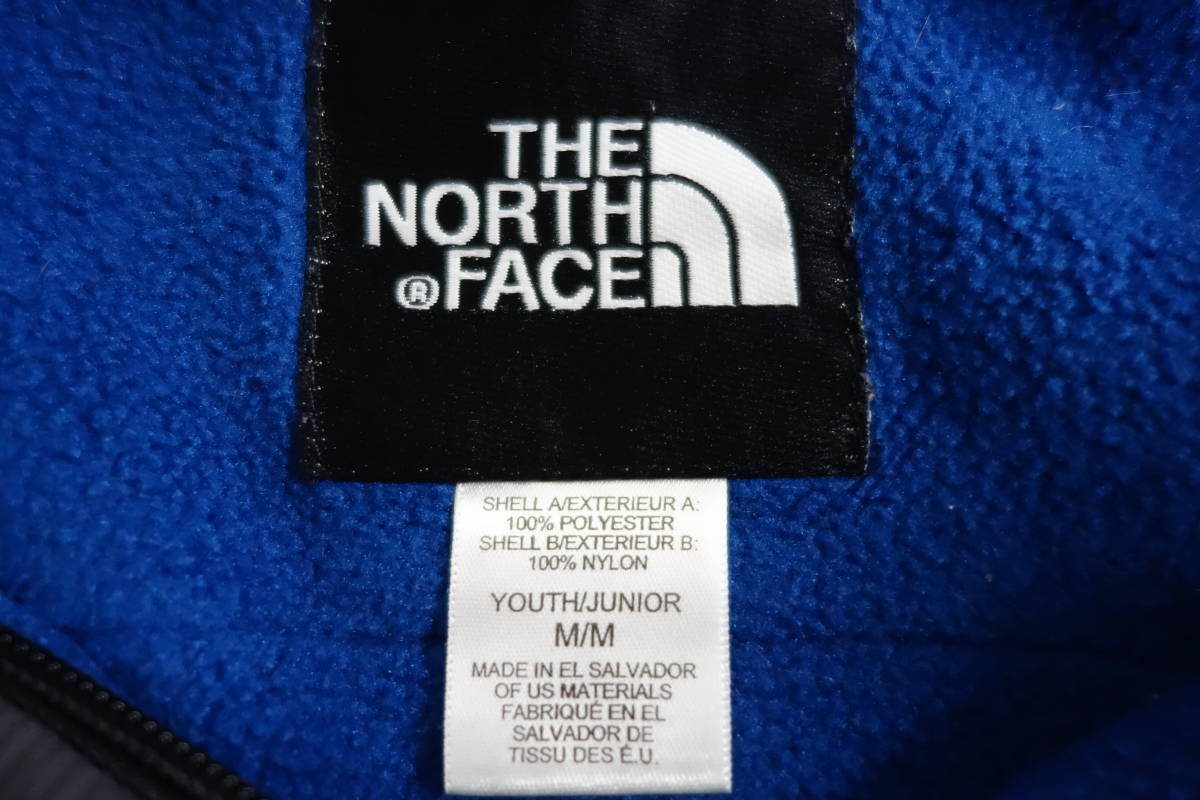 THE
NORTH
®FACE
SHELL A/EXTERIEUR A:
100% POLYESTER
SHELL B/EXTERIEUR B:
100% NYLON
YOUTH/JUNIOR
M/M
MADE IN EL SALVADOR
OF US MATERIALS
FABRIQUÉ EN EL
SALVADOR DE
TISSU DES É.U.